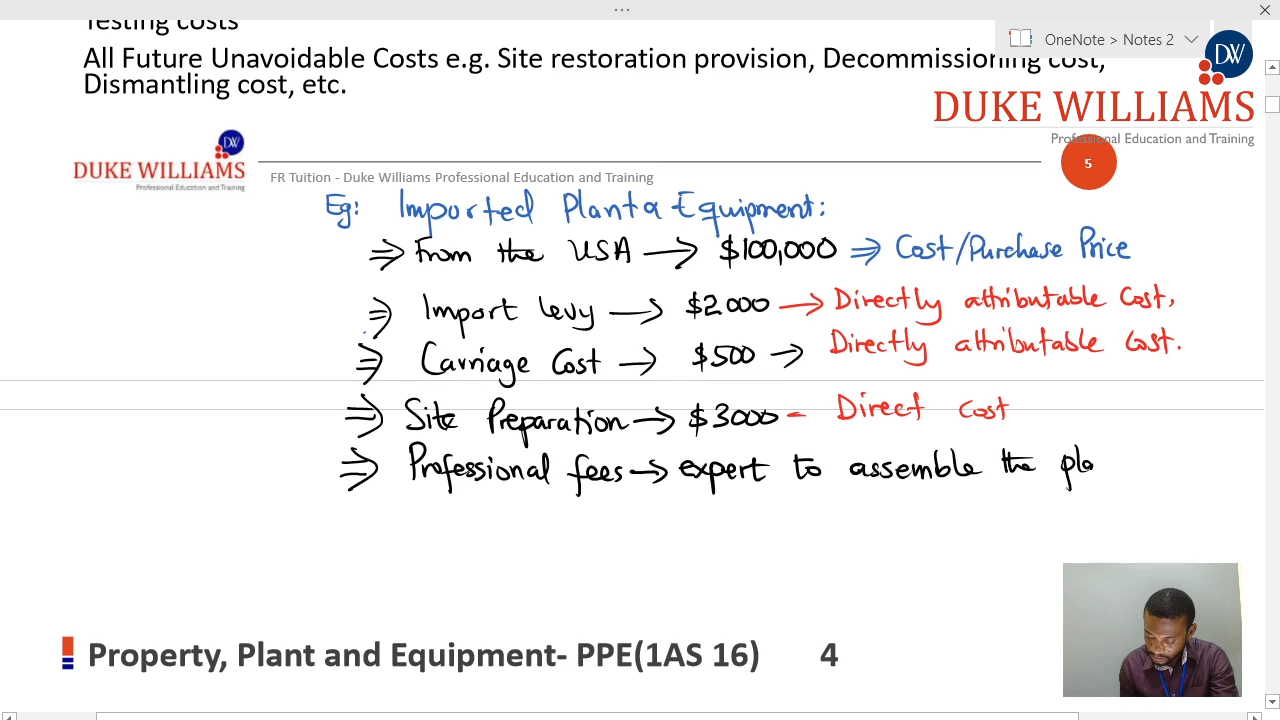 ...
OneNote > Notes 2
Testing costs
All Future Unavoidable Costs e.g. Site restoration provision, Decommissioning cost,
Dismantling cost, etc.
DW
DUKE WILLIAMS
Professional Education and Training
DW
DUKE WILLIAMS
Professional Education and Training
FR Tuition - Duke Williams Professional Education and Training
5
Eg: Imported Plant & Equipment:
⇒ From the USA → $100,000 ⇒ Cost/Purchase Price
⇒ Import levy → $2000 → Directly attributable Cost,
⇒ Carriage Cost → $500 → Directly attributable Cost.
⇒ Site Preparation → $3000 - Direct cost
⇒ Professional fees → expert to assemble the pla
Property, Plant and Equipment- PPE(1AS 16) 4